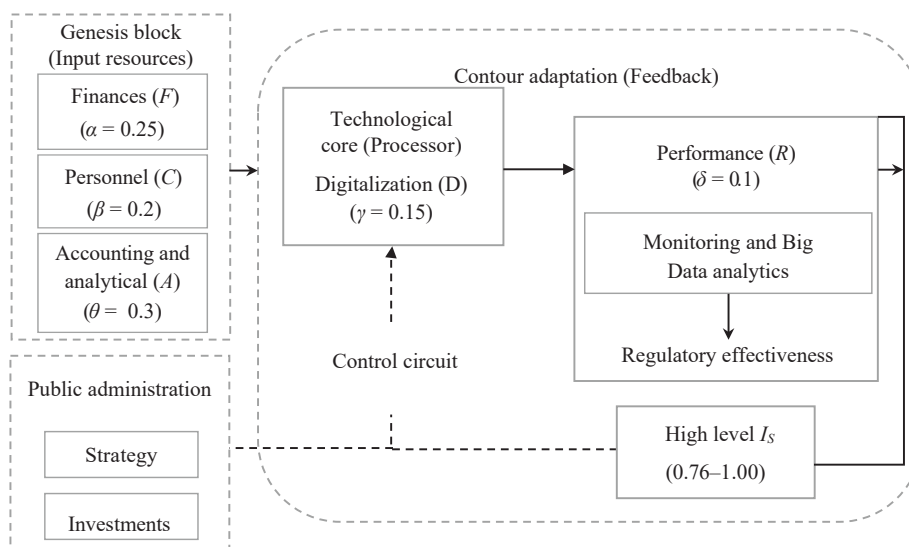 Genesis block
(Input resources)
Finances (F)
(α = 0.25)
Personnel (C)
(β = 0.2)
Accounting and
analytical (A)
(θ = 0.3)
Public administration
Strategy
Investments
Contour adaptation (Feedback)
Technological
core (Processor)
Digitalization (D)
(γ = 0.15)
Control circuit
Performance (R)
(δ = 0.1)
Monitoring and Big
Data analytics
Regulatory effectiveness
High level I_S
(0.76–1.00)